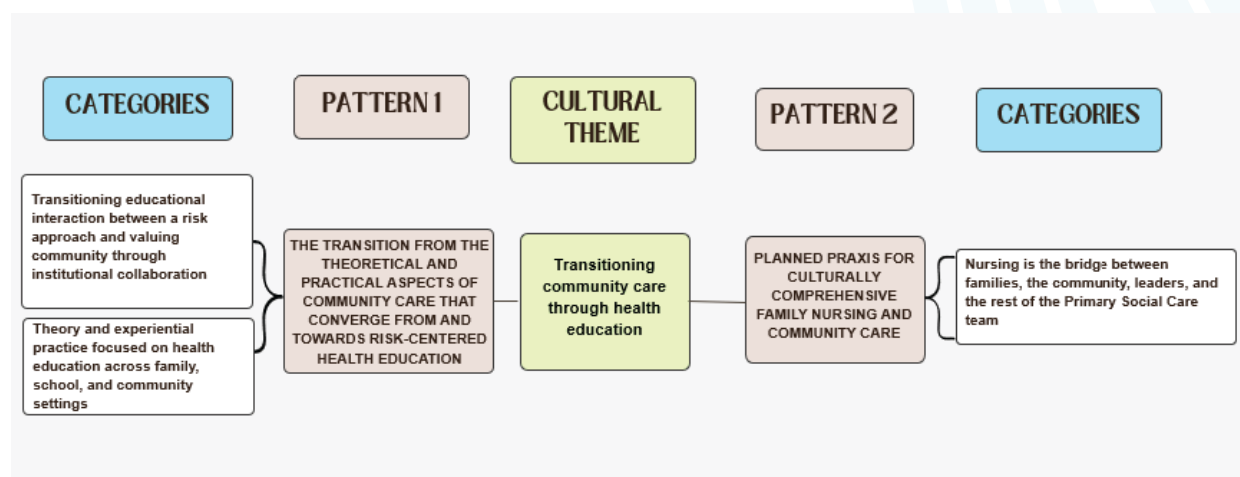 CATEGORIES
PATTERN 1
CULTURAL
THEME
PATTERN 2
CATEGORIES
Transitioning educational
interaction between a risk
approach and valuing
community through
institutional collaboration
Theory and experiential
practice focused on health
education across family,
school, and community
settings
THE TRANSITION FROM THE
THEORETICAL AND
PRACTICAL ASPECTS OF
COMMUNITY CARE THAT
CONVERGE FROM AND
TOWARDS RISK-CENTERED
HEALTH EDUCATION
Transitioning
community care
through health
education
PLANNED PRAXIS FOR
CULTURALLY
COMPREHENSIVE
FAMILY NURSING AND
COMMUNITY CARE
Nursing is the bridge between
families, the community, leaders, and
the rest of the Primary Social Care
team